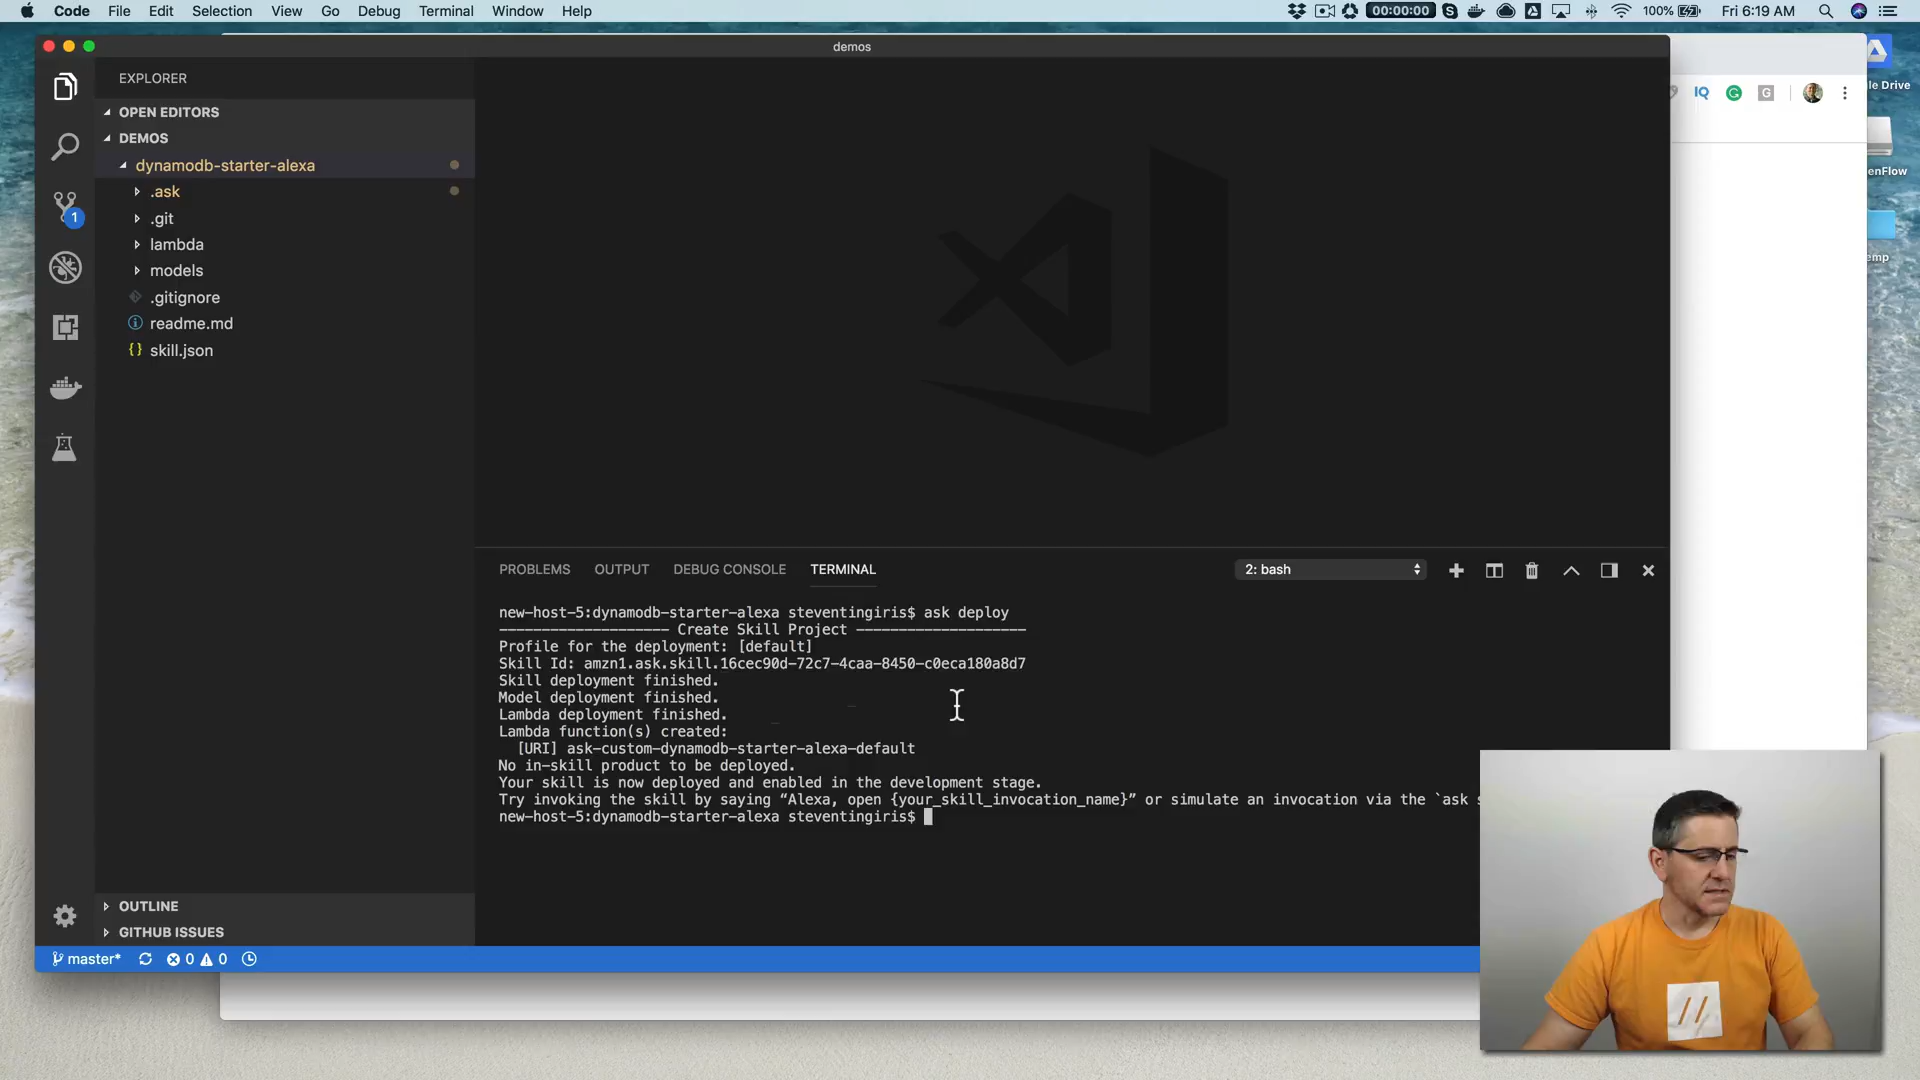 Code File Edit Selection View Go Debug Terminal Window Help
00:00:00
100%
Fri 6:19 AM
demos
EXPLORER
OPEN EDITORS
DEMOS
dynamodb-starter-alexa
.ask
.git
lambda
models
.gitignore
readme.md
skill.json
OUTLINE
GITHUB ISSUES
1
IQ
G
G
le Drive
enFlow
emp
PROBLEMS OUTPUT DEBUG CONSOLE TERMINAL
2: bash
new-host-5:dynamodb-starter-alexa steventingiris$ ask deploy
-------------------- Create Skill Project --------------------
Profile for the deployment: [default]
Skill Id: amzn1.ask.skill.16cec90d-72c7-4caa-8450-c0eca180a8d7
Skill deployment finished.
Model deployment finished.
Lambda deployment finished.
Lambda function(s) created:
[URI] ask-custom-dynamodb-starter-alexa-default
No in-skill product to be deployed.
Your skill is now deployed and enabled in the development stage.
Try invoking the skill by saying “Alexa, open {your_skill_invocation_name}” or simulate an invocation via the `ask s
new-host-5:dynamodb-starter-alexa steventingiris$
master* 0 0
//